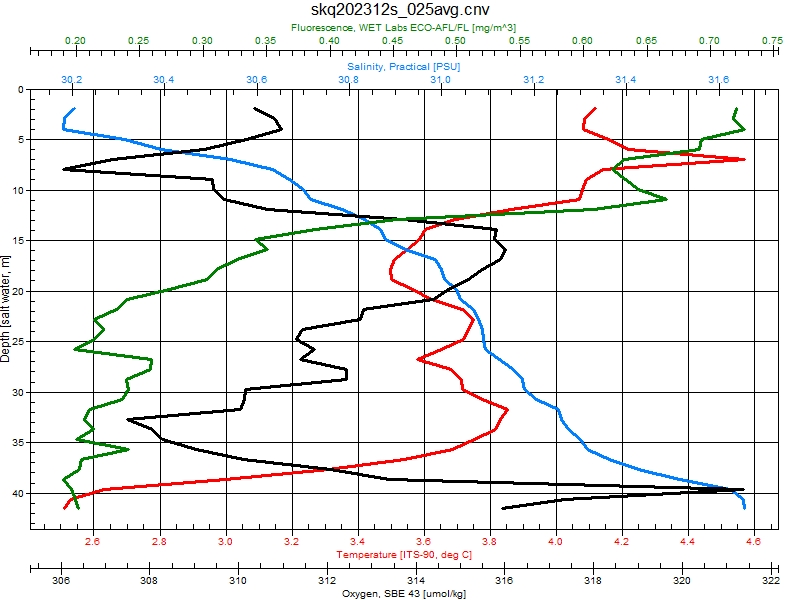 skq202312s_025avg.cnv
Fluorescence, WET Labs ECO-AFL/FL [mg/m^3]
0.20 0.25 0.30 0.35 0.40 0.45 0.50 0.55 0.60 0.65 0.70 0.75
Salinity, Practical [PSU]
30.2 30.4 30.6 30.8 31.0 31.2 31.4 31.6
0
5
10
15
20
25
30
35
40
Depth [salt water, m]
2.6 2.8 3.0 3.2 3.4 3.6 3.8 4.0 4.2 4.4 4.6
Temperature [ITS-90, deg C]
306 308 310 312 314 316 318 320 322
Oxygen, SBE 43 [umol/kg]